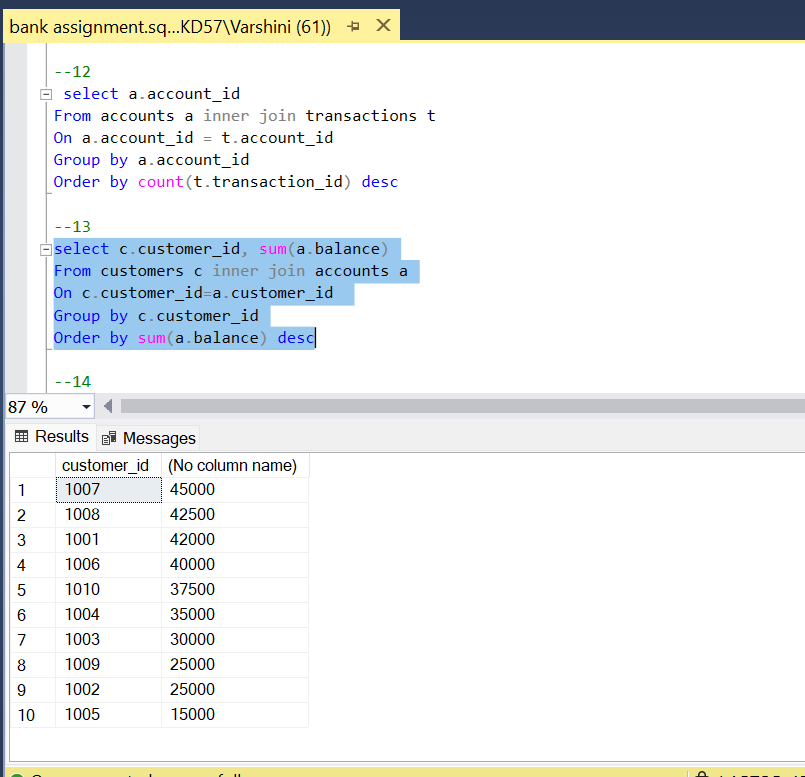 bank assignment.sq...KD57\Varshini (61))
--12
select a.account_id
From accounts a inner join transactions t
On a.account_id = t.account_id
Group by a.account_id
Order by count(t.transaction_id) desc
--13
select c.customer_id, sum(a.balance)
From customers c inner join accounts a
On c.customer_id=a.customer_id
Group by c.customer_id
Order by sum(a.balance) desc
--14
87 %
Results Messages
customer_id (No column name)
1 1007 45000
2 1008 42500
3 1001 42000
4 1006 40000
5 1010 37500
6 1004 35000
7 1003 30000
8 1009 25000
9 1002 25000
10 1005 15000